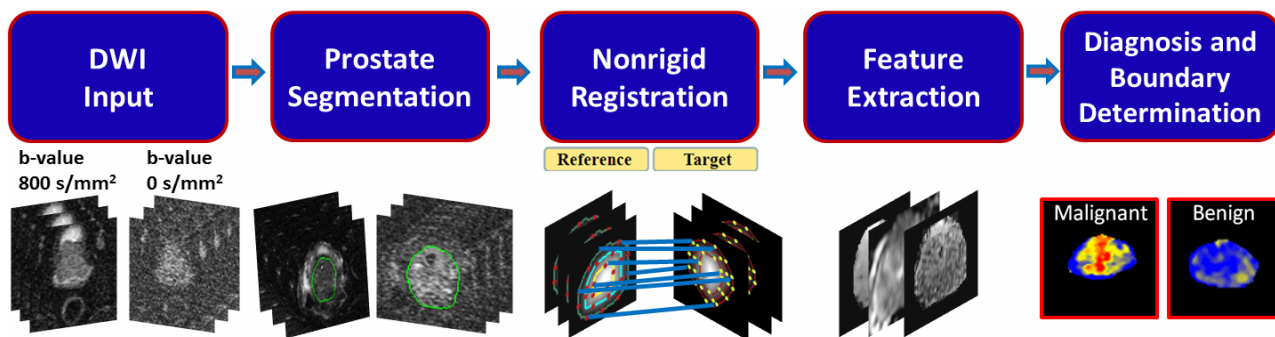 DWI
Input
Prostate
Segmentation
Nonrigid
Registration
Feature
Extraction
Diagnosis and
Boundary
Determination
b-value
800 s/mm²
b-value
0 s/mm²
Reference
Target
Malignant
Benign